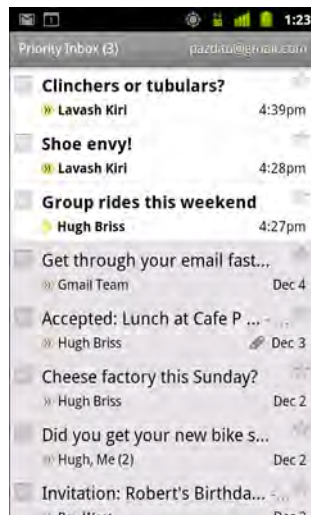 1:23
Priority Inbox (3) pazdan@gmail.com
Clinchers or tubulars?
» Lavash Kiri 4:39pm
Shoe envy!
» Lavash Kiri 4:28pm
Group rides this weekend
› Hugh Briss 4:27pm
Get through your email fast...
» Gmail Team Dec 4
Accepted: Lunch at Cafe P ... - ...
» Hugh Briss Dec 3
Cheese factory this Sunday?
» Hugh Briss Dec 2
Did you get your new bike s...
» Hugh, Me (2) Dec 2
Invitation: Robert's Birthda... - ...